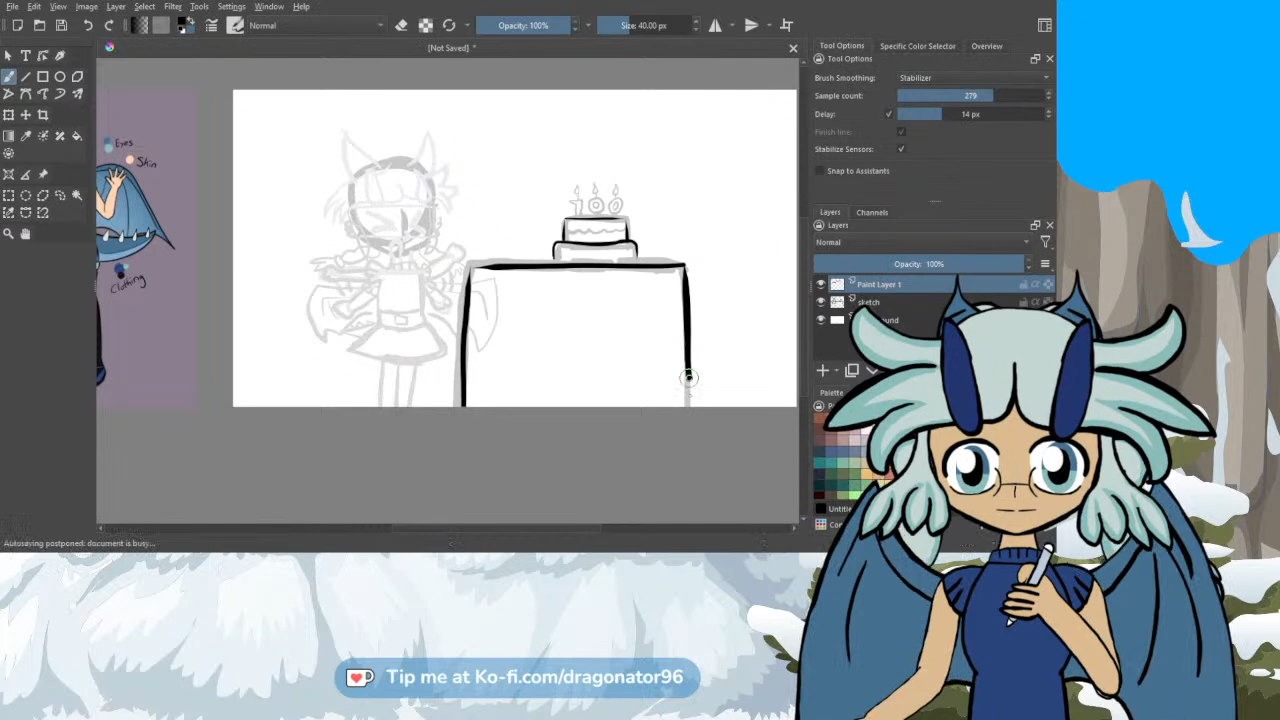 File Edit View Image Layer Select Filter Tools Settings Window Help
Normal
Opacity: 100%
Size: 40.00 px
[Not Saved] *
Tool Options
Specific Color Selector
Overview
Tool Options
Brush Smoothing:
Stabilizer
Sample count:
279
Delay:
14 px
Finish line:
Stabilize Sensors:
Snap to Assistants
Layers
Channels
Layers
Normal
Opacity: 100%
Paint Layer 1
sketch
Palette
Eyes
Skin
Clothing
100
Autosaving postponed: document is busy...
Tip me at Ko-fi.com/dragonator96